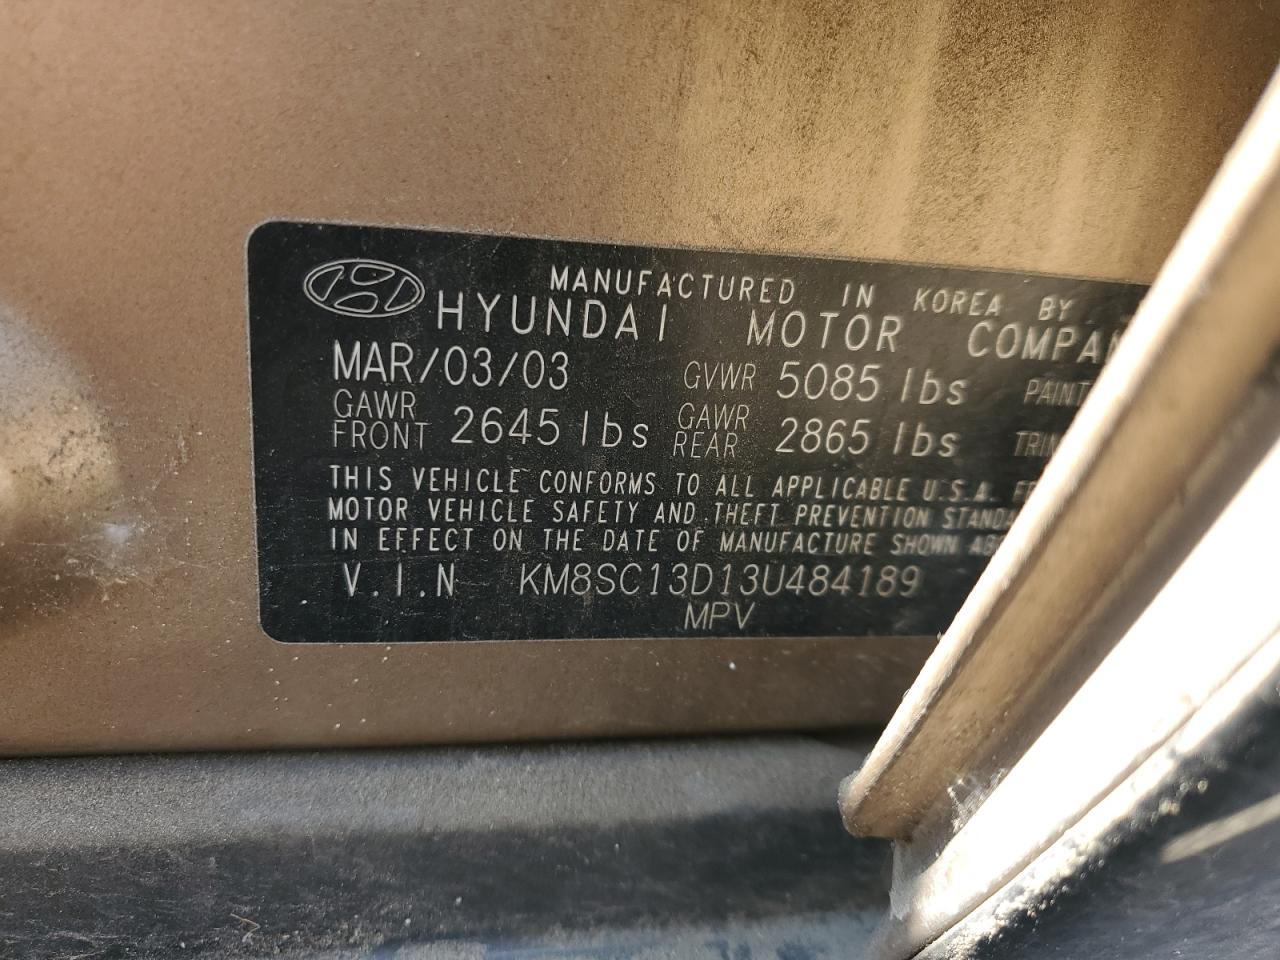 MANUFACTURED IN KOREA BY
HYUNDAI MOTOR
MAR/03/03 GVWR 5085 lbs PAINT
GAWR FRONT 2645 lbs GAWR REAR 2865 lbs
THIS VEHICLE CONFORMS TO ALL APPLICABLE U.S.A.
MOTOR VEHICLE SAFETY AND THEFT PREVENTION
IN EFFECT ON THE DATE OF MANUFACTURE SHOWN
V.I.N KM8SC13D13U484189
MPV